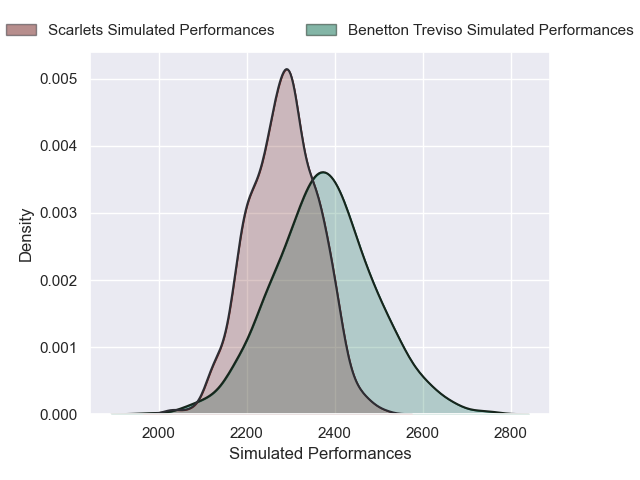 Scarlets Simulated Performances Benetton Treviso Simulated Performances
0.005
0.004
0.003
0.002
0.001
0.000
Density
2000 2200 2400 2600 2800
Simulated Performances